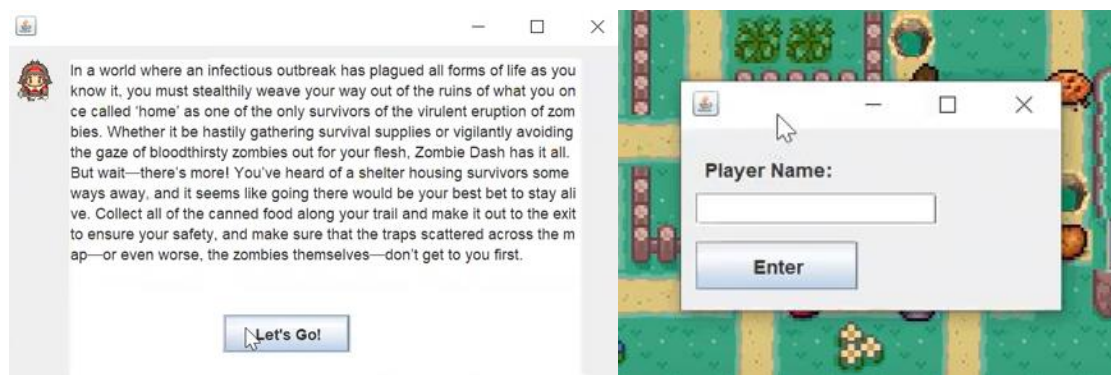 In a world where an infectious outbreak has plagued all forms of life as you
know it, you must stealthily weave your way out of the ruins of what you on
ce called ‘home’ as one of the only survivors of the virulent eruption of zom
bies. Whether it be hastily gathering survival supplies or vigilantly avoiding
the gaze of bloodthirsty zombies out for your flesh, Zombie Dash has it all.
But wait—there’s more! You’ve heard of a shelter housing survivors some
ways away, and it seems like going there would be your best bet to stay ali
ve. Collect all of the canned food along your trail and make it out to the exit
to ensure your safety, and make sure that the traps scattered across the m
ap—or even worse, the zombies themselves—don’t get to you first.
Let's Go!
Player Name:
Enter